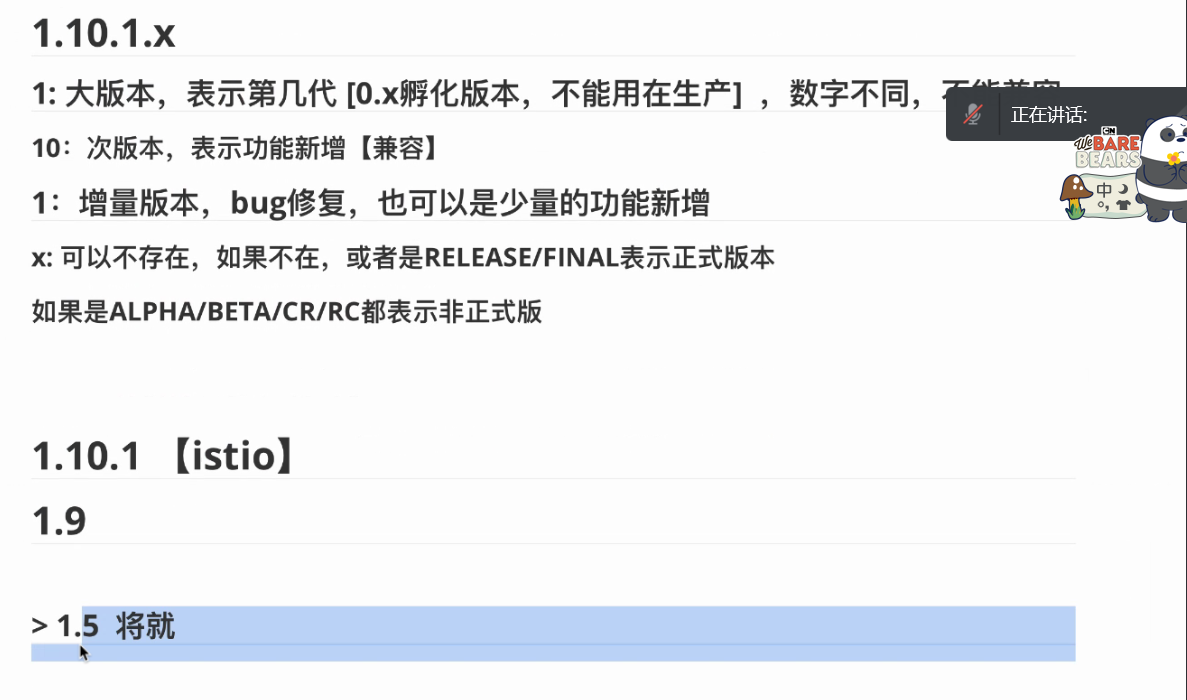 1.10.1.x
1: 大版本，表示第几代 [0.x孵化版本，不能用在生产] ，数字不同，不能兼容
正在讲话:
CN
We BARE
BEARS
中
10：次版本，表示功能新增【兼容】
1：增量版本，bug修复，也可以是少量的功能新增
x: 可以不存在，如果不在，或者是RELEASE/FINAL表示正式版本
如果是ALPHA/BETA/CR/RC都表示非正式版
1.10.1 【istio】
1.9
> 1.5 将就